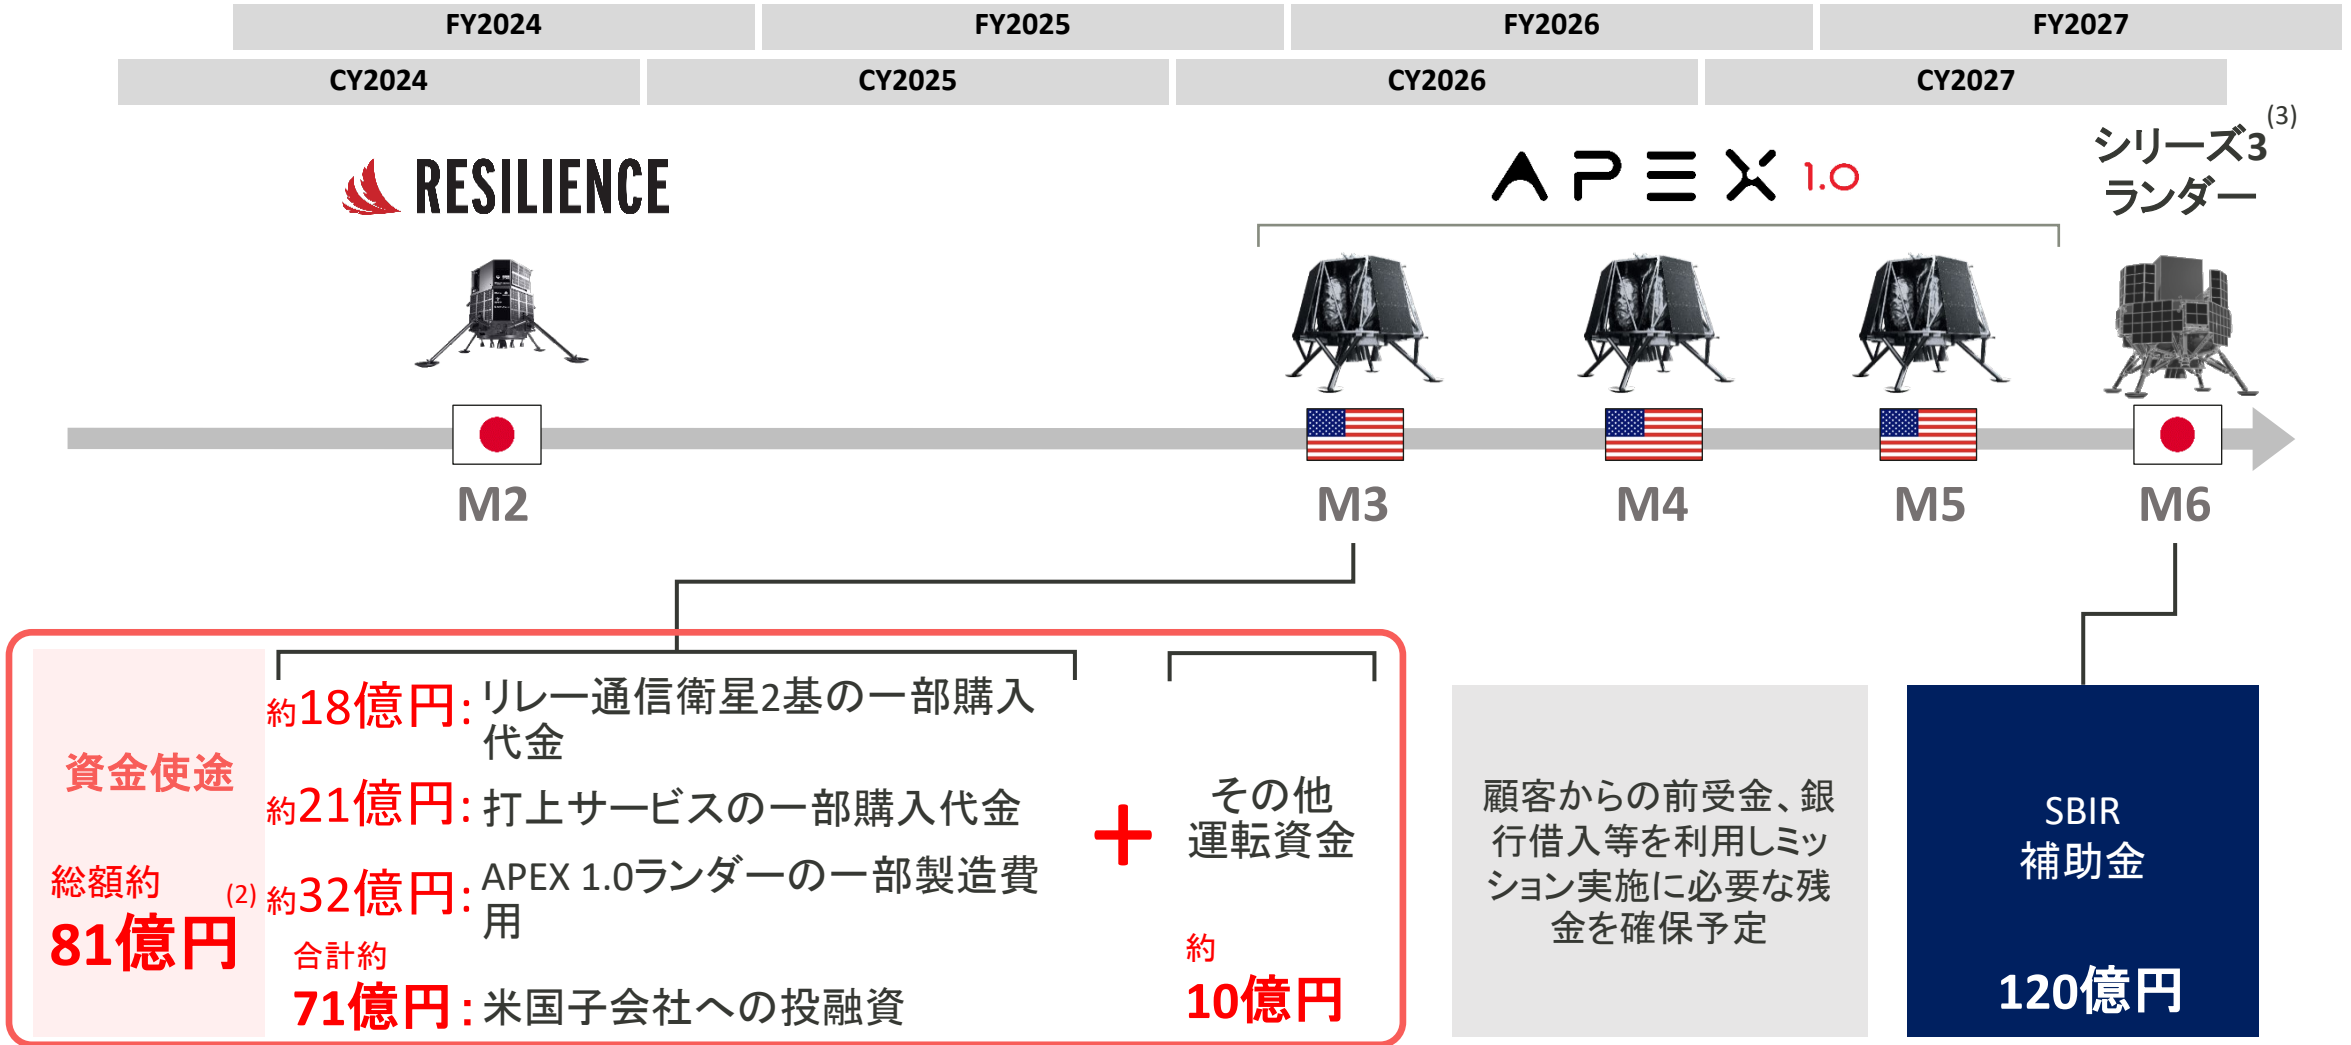 FY2024
FY2025
FY2026
FY2027
CY2024
CY2025
CY2026
CY2027
RESILIENCE
APEX 1.0
シリーズ3(3)
ランダー
M2
M3
M4
M5
M6
資金使途
総額約
81億円(2)
約18億円:リレー通信衛星2基の一部購入
代金
約21億円:打上サービスの一部購入代金
約32億円:APEX 1.0ランダーの一部製造費
用
合計約
71億円:米国子会社への投融資
+
その他
運転資金
約
10億円
顧客からの前受金、銀
行借入等を利用しミッ
ション実施に必要な残
金を確保予定
SBIR
補助金
120億円